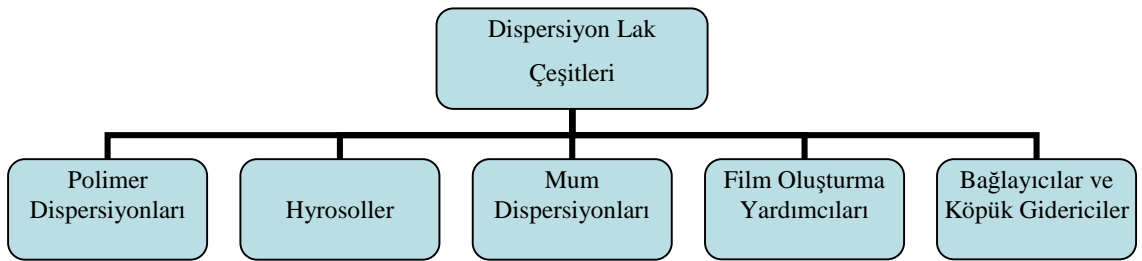 Dispersiyon Lak
Çeşitleri
Polimer
Dispersiyonları
Hyrosoller
Mum
Dispersiyonları
Film Oluşturma
Yardımcıları
Bağlayıcılar ve
Köpük Gidericiler